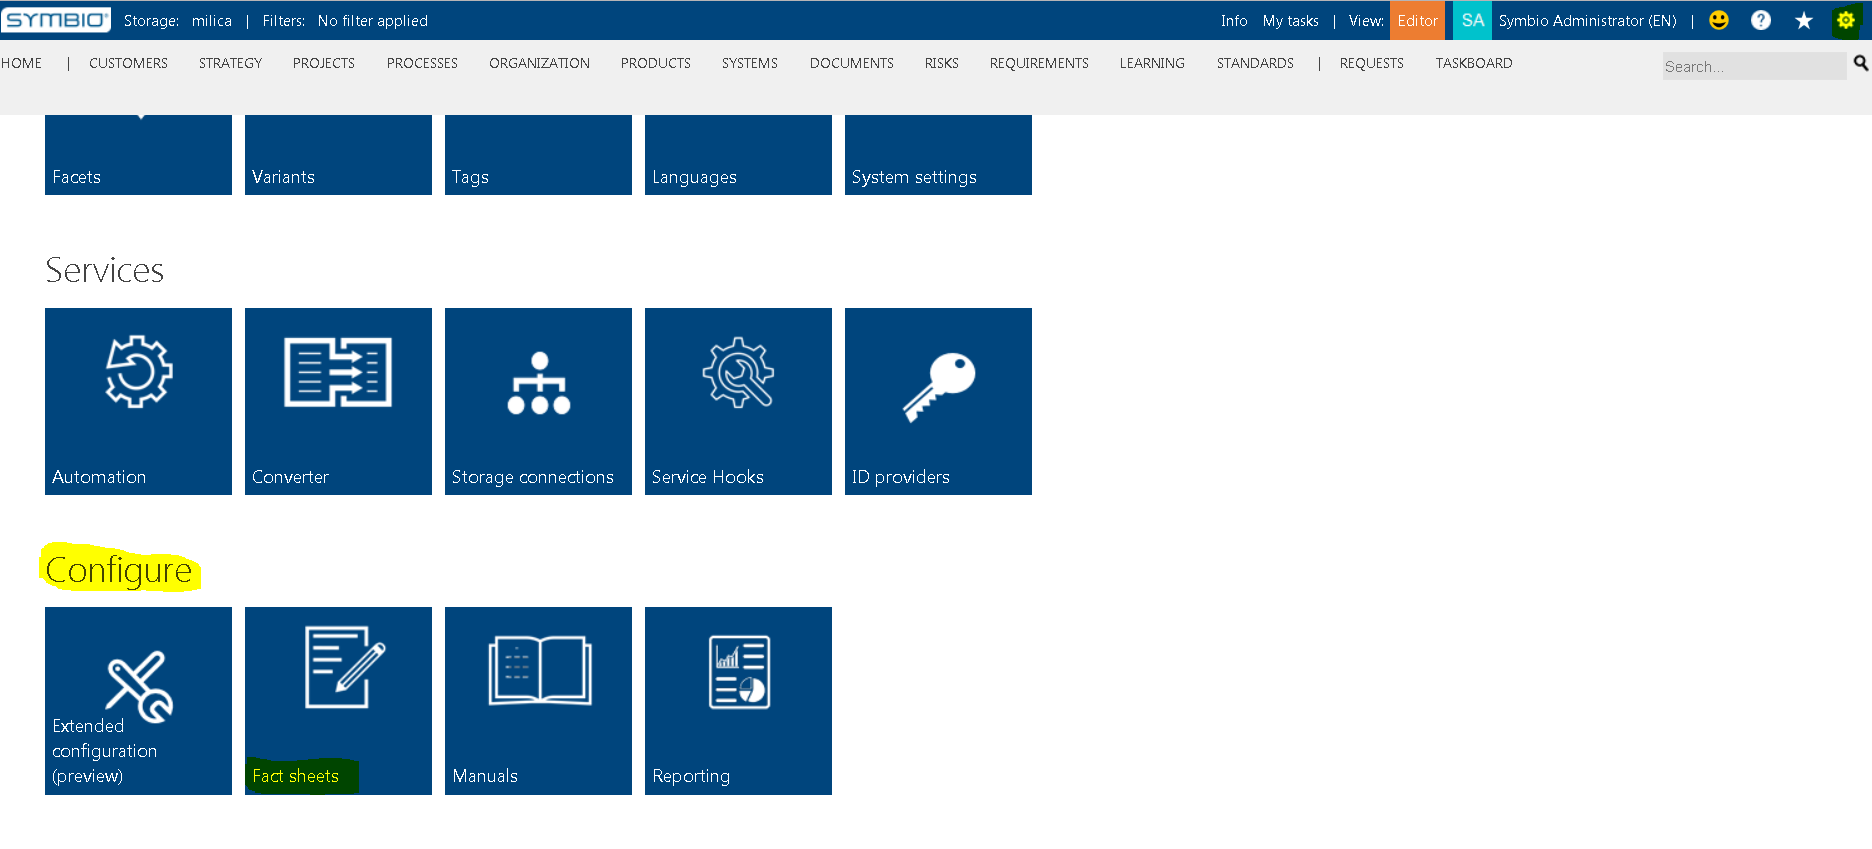 SYMBIO® Storage: milica | Filters: No filter applied Info My tasks | View: Editor SA Symbio Administrator (EN) | ?
HOME | CUSTOMERS STRATEGY PROJECTS PROCESSES ORGANIZATION PRODUCTS SYSTEMS DOCUMENTS RISKS REQUIREMENTS LEARNING STANDARDS | REQUESTS TASKBOARD Search...
Facets Variants Tags Languages System settings
Services
Automation Converter Storage connections Service Hooks ID providers
Configure
Extended
configuration
(preview) Fact sheets Manuals Reporting